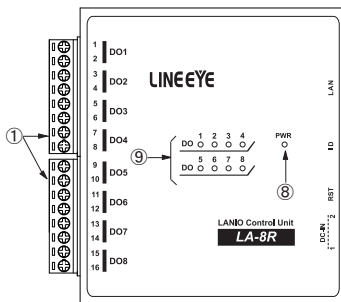 1
DO1
2
3
DO2
4
5
DO3
6
7
DO4
8
9
DO5
10
11
DO6
12
13
DO7
14
15
DO8
16
①
LINEEYE
LAN
1 2 3 4
DO
5 6 7 8
DO
⑨
PWR
⑧
ID
RST
LANIO Control Unit
LA-8R
2
DC-IN
1